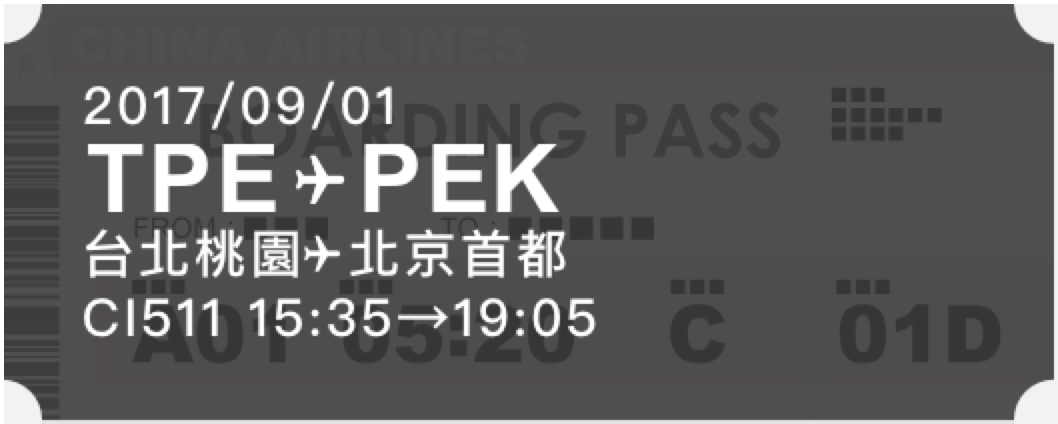 CHINA AIRLINES
BOARDING PASS
2017/09/01
TPE✈PEK
FROM : TO :
台北桃園✈北京首都
CI511 15:35→19:05
A01 05:20 C 01D